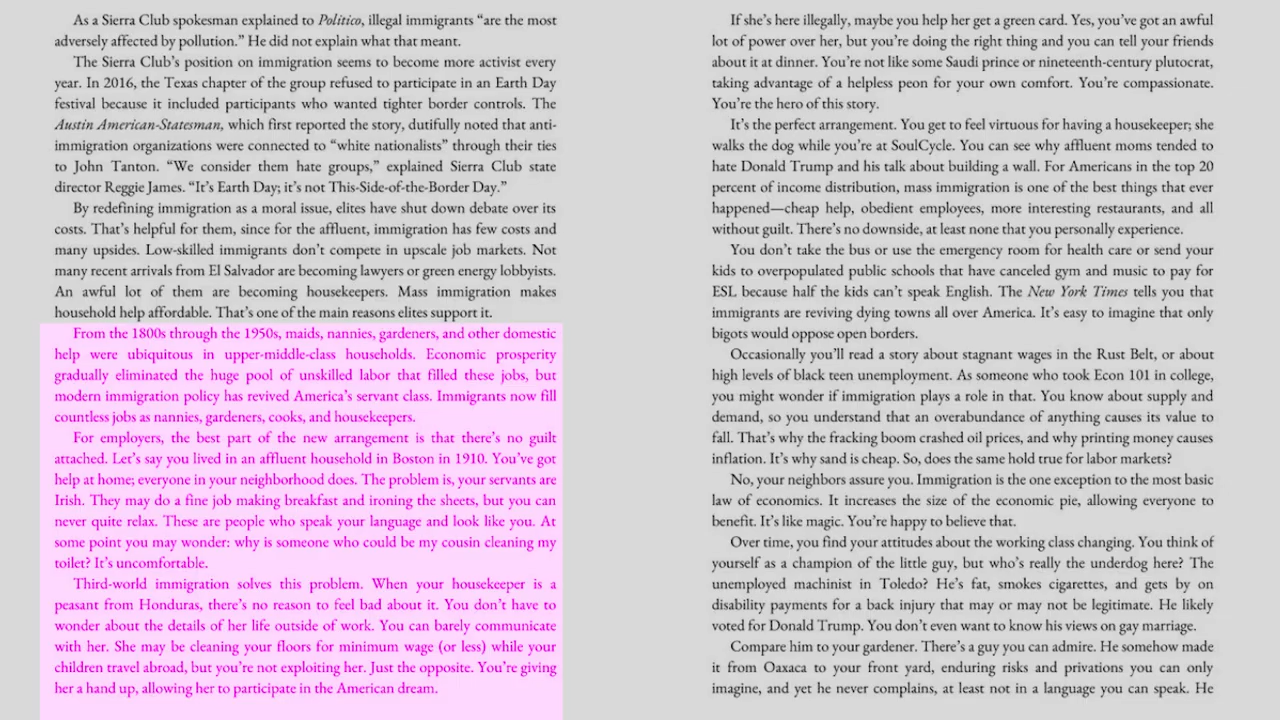 As a Sierra Club spokesman explained to Politico, illegal immigrants “are the most
adversely affected by pollution.” He did not explain what that meant.
The Sierra Club’s position on immigration seems to become more activist every
year. In 2016, the Texas chapter of the group refused to participate in an Earth Day
festival because it included participants who wanted tighter border controls. The
Austin American-Statesman, which first reported the story, dutifully noted that anti-
immigration organizations were connected to “white nationalists” through their ties
to John Tanton. “We consider them hate groups,” explained Sierra Club state
director Reggie James. “It’s Earth Day; it’s not This-Side-of-the-Border Day.”
By redefining immigration as a moral issue, elites have shut down debate over its
costs. That’s helpful for them, since for the affluent, immigration has few costs and
many upsides. Low-skilled immigrants don’t compete in upscale job markets. Not
many recent arrivals from El Salvador are becoming lawyers or green energy lobbyists.
An awful lot of them are becoming housekeepers. Mass immigration makes
household help affordable. That’s one of the main reasons elites support it.
From the 1800s through the 1950s, maids, nannies, gardeners, and other domestic
help were ubiquitous in upper-middle-class households. Economic prosperity
gradually eliminated the huge pool of unskilled labor that filled these jobs, but
modern immigration policy has revived America’s servant class. Immigrants now fill
countless jobs as nannies, gardeners, cooks, and housekeepers.
For employers, the best part of the new arrangement is that there’s no guilt
attached. Let’s say you lived in an affluent household in Boston in 1910. You’ve got
help at home; everyone in your neighborhood does. The problem is, your servants are
Irish. They may do a fine job making breakfast and ironing the sheets, but you can
never quite relax. These are people who speak your language and look like you. At
some point you may wonder: why is someone who could be my cousin cleaning my
toilet? It’s uncomfortable.
Third-world immigration solves this problem. When your housekeeper is a
peasant from Honduras, there’s no reason to feel bad about it. You don’t have to
wonder about the details of her life outside of work. You can barely communicate
with her. She may be cleaning your floors for minimum wage (or less) while your
children travel abroad, but you’re not exploiting her. Just the opposite. You’re giving
her a hand up, allowing her to participate in the American dream.
If she’s here illegally, maybe you help her get a green card. Yes, you’ve got an awful
lot of power over her, but you’re doing the right thing and you can tell your friends
about it at dinner. You’re not like some Saudi prince or nineteenth-century plutocrat,
taking advantage of a helpless peon for your own comfort. You’re compassionate.
You’re the hero of this story.
It’s the perfect arrangement. You get to feel virtuous for having a housekeeper; she
walks the dog while you’re at SoulCycle. You can see why affluent moms tended to
hate Donald Trump and his talk about building a wall. For Americans in the top 20
percent of income distribution, mass immigration is one of the best things that ever
happened—cheap help, obedient employees, more interesting restaurants, and all
without guilt. There’s no downside, at least none that you personally experience.
You don’t take the bus or use the emergency room for health care or send your
kids to overpopulated public schools that have canceled gym and music to pay for
ESL because half the kids can’t speak English. The New York Times tells you that
immigrants are reviving dying towns all over America. It’s easy to imagine that only
bigots would oppose open borders.
Occasionally you’ll read a story about stagnant wages in the Rust Belt, or about
high levels of black teen unemployment. As someone who took Econ 101 in college,
you might wonder if immigration plays a role in that. You know about supply and
demand, so you understand that an overabundance of anything causes its value to
fall. That’s why the fracking boom crashed oil prices, and why printing money causes
inflation. It’s why sand is cheap. So, does the same hold true for labor markets?
No, your neighbors assure you. Immigration is the one exception to the most basic
law of economics. It increases the size of the economic pie, allowing everyone to
benefit. It’s like magic. You’re happy to believe that.
Over time, you find your attitudes about the working class changing. You think of
yourself as a champion of the little guy, but who’s really the underdog here? The
unemployed machinist in Toledo? He’s fat, smokes cigarettes, and gets by on
disability payments for a back injury that may or may not be legitimate. He likely
voted for Donald Trump. You don’t even want to know his views on gay marriage.
Compare him to your gardener. There’s a guy you can admire. He somehow made
it from Oaxaca to your front yard, enduring risks and privations you can only
imagine, and yet he never complains, at least not in a language you can speak. He